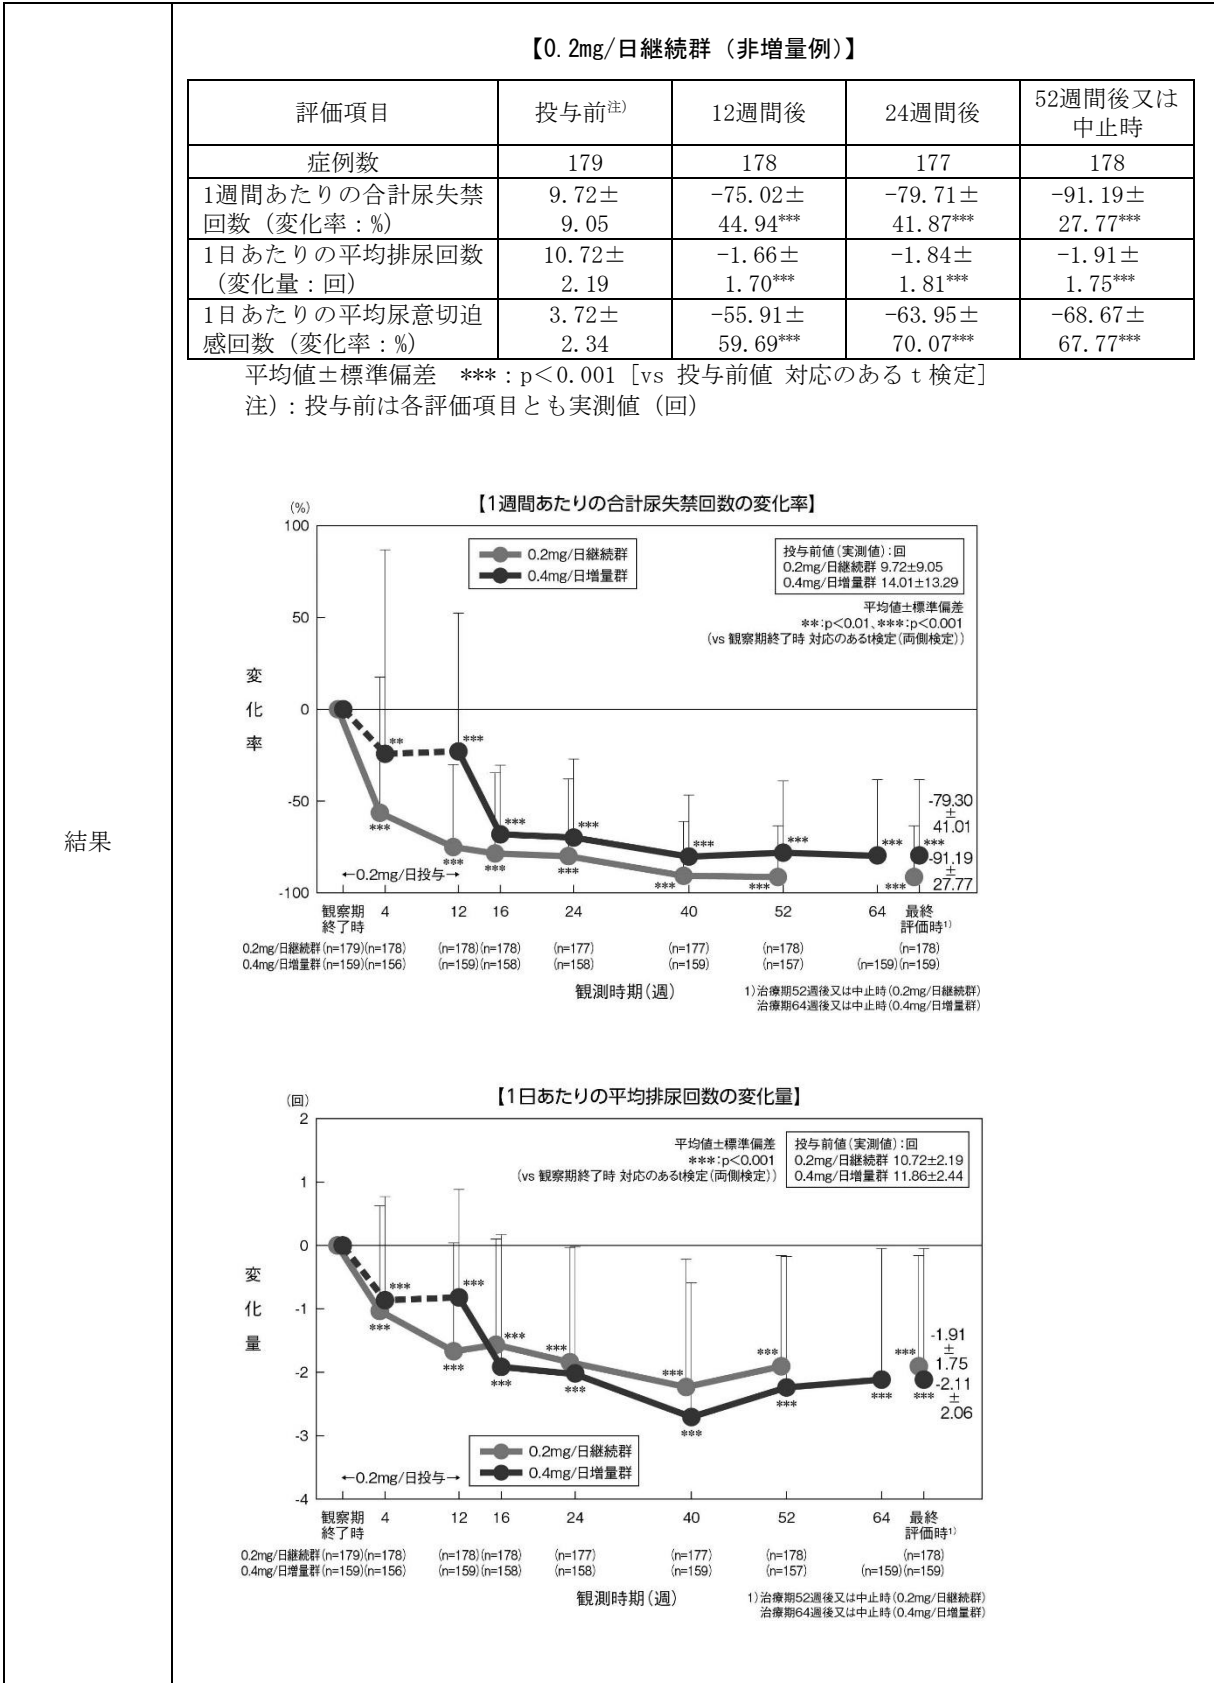 結果
【0.2mg/日継続群（非増量例）】
評価項目 投与前注) 12週間後 24週間後 52週間後又は
中止時
症例数 179 178 177 178
1週間あたりの合計尿失禁 9.72± -75.02± -79.71± -91.19±
回数（変化率：%） 9.05 44.94*** 41.87*** 27.77***
1日あたりの平均排尿回数 10.72± -1.66± -1.84± -1.91±
（変化量：回） 2.19 1.70*** 1.81*** 1.75***
1日あたりの平均尿意切迫 3.72± -55.91± -63.95± -68.67±
感回数（変化率：%） 2.34 59.69*** 70.07*** 67.77***
平均値±標準偏差 ***：p＜0.001［vs 投与前値 対応のある t 検定］
注）：投与前は各評価項目とも実測値（回）
【1週間あたりの合計尿失禁回数の変化率】
(%)
100
50
0
-50
-100
変化率
0.2mg/日継続群
0.4mg/日増量群
投与前値（実測値）：回
0.2mg/日継続群 9.72±9.05
0.4mg/日増量群 14.01±13.29
平均値±標準偏差
**：p＜0.01、***：p＜0.001
（vs 観察期終了時 対応のあるt検定（両側検定））
** *** *** *** *** *** *** ***
*** *** *** *** *** *** ***
-79.30
±
41.01
-91.19
±
27.77
←0.2mg/日投与→
観察期 4 12 16 24 40 52 64 最終
終了時 評価時1)
0.2mg/日継続群(n=179)(n=178) (n=178)(n=178) (n=177) (n=177) (n=178) (n=178)
0.4mg/日増量群(n=159)(n=156) (n=159)(n=158) (n=158) (n=159) (n=157) (n=159)(n=159)
観測時期（週）
1)治療期52週後又は中止時（0.2mg/日継続群）
治療期64週後又は中止時（0.4mg/日増量群）
【1日あたりの平均排尿回数の変化量】
(回)
2
1
0
-1
-2
-3
-4
変化量
平均値±標準偏差
***：p＜0.001
（vs 観察期終了時 対応のあるt検定（両側検定））
投与前値（実測値）：回
0.2mg/日継続群 10.72±2.19
0.4mg/日増量群 11.86±2.44
*** *** *** *** *** *** ***
*** *** *** *** *** *** *** ***
-1.91
±
1.75
-2.11
±
2.06
0.2mg/日継続群
0.4mg/日増量群
←0.2mg/日投与→
観察期 4 12 16 24 40 52 64 最終
終了時 評価時1)
0.2mg/日継続群(n=179)(n=178) (n=178)(n=178) (n=177) (n=177) (n=178) (n=178)
0.4mg/日増量群(n=159)(n=156) (n=159)(n=158) (n=158) (n=159) (n=157) (n=159)(n=159)
観測時期（週）
1)治療期52週後又は中止時（0.2mg/日継続群）
治療期64週後又は中止時（0.4mg/日増量群）